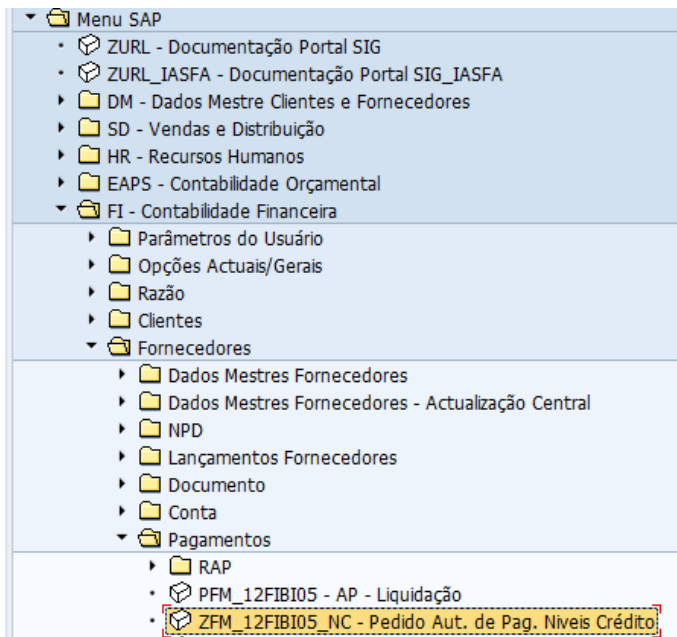 Menu SAP
ZURL - Documentação Portal SIG
ZURL_IASFA - Documentação Portal SIG_IASFA
DM - Dados Mestre Clientes e Fornecedores
SD - Vendas e Distribuição
HR - Recursos Humanos
EAPS - Contabilidade Orçamental
FI - Contabilidade Financeira
Parâmetros do Usuário
Opções Actuais/Gerais
Razão
Clientes
Fornecedores
Dados Mestres Fornecedores
Dados Mestres Fornecedores - Actualização Central
NPD
Lançamentos Fornecedores
Documento
Conta
Pagamentos
RAP
PFM_12FIBI05 - AP - Liquidação
ZFM_12FIBI05_NC - Pedido Aut. de Pag. Niveis Crédito